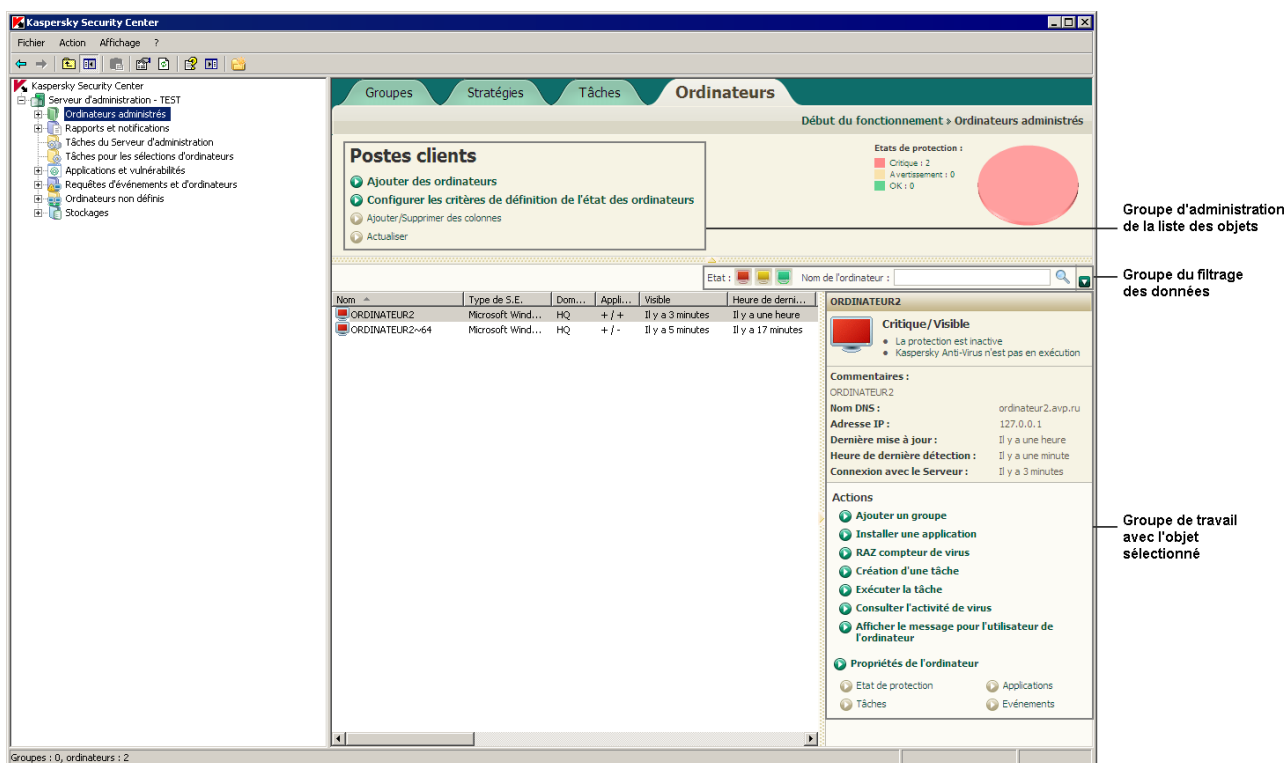 Kaspersky Security Center
Fichier Action Affichage ?
Kaspersky Security Center
Serveur d'administration - TEST
Ordinateurs administrés
Rapports et notifications
Tâches du Serveur d'administration
Tâches pour les sélections d'ordinateurs
Applications et vulnérabilités
Requêtes d'événements et d'ordinateurs
Ordinateurs non définis
Stockages
Groupes Stratégies Tâches Ordinateurs
Début du fonctionnement > Ordinateurs administrés
Postes clients
Ajouter des ordinateurs
Configurer les critères de définition de l'état des ordinateurs
Ajouter/Supprimer des colonnes
Actualiser
Etats de protection :
Critique : 2
Avertissement : 0
OK : 0
Groupe d'administration
de la liste des objets
Etat : Nom de l'ordinateur :
Groupe du filtrage
des données
Nom Type de S.E. Dom... Appli... Visible Heure de derni...
ORDINATEUR2 Microsoft Wind... HQ + / + Il y a 3 minutes Il y a une heure
ORDINATEUR2~64 Microsoft Wind... HQ + / - Il y a 5 minutes Il y a 17 minutes
ORDINATEUR2
Critique/Visible
La protection est inactive
Kaspersky Anti-Virus n'est pas en exécution
Commentaires :
ORDINATEUR2
Nom DNS : ordinateur2.avp.ru
Adresse IP : 127.0.0.1
Dernière mise à jour : Il y a une heure
Heure de dernière détection : Il y a une minute
Connexion avec le Serveur : Il y a 3 minutes
Actions
Ajouter un groupe
Installer une application
RAZ compteur de virus
Création d'une tâche
Exécuter la tâche
Consulter l'activité de virus
Afficher le message pour l'utilisateur de
l'ordinateur
Propriétés de l'ordinateur
Etat de protection Applications
Tâches Evénements
Groupe de travail
avec l'objet
sélectionné
Groupes : 0, ordinateurs : 2